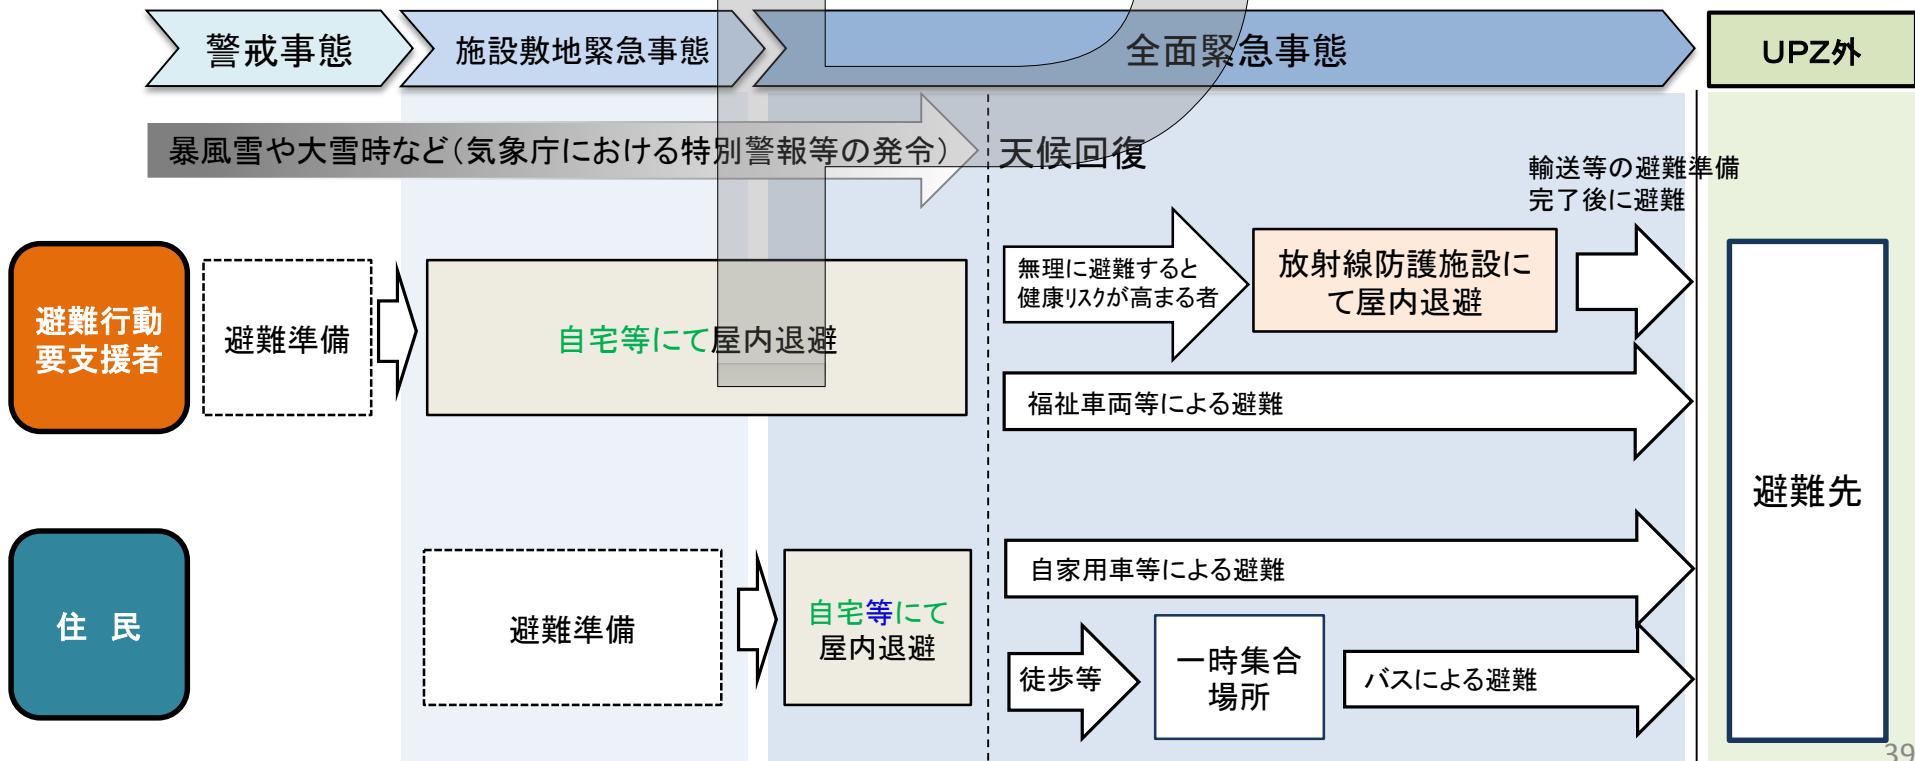 警戒事態
施設敷地緊急事態
全面緊急事態
UPZ外
暴風雪や大雪時など(気象庁における特別警報等の発令)
天候回復
輸送等の避難準備
完了後に避難
避難行動
要支援者
避難準備
自宅等にて屋内退避
無理に避難すると
健康リスクが高まる者
放射線防護施設に
て屋内退避
福祉車両等による避難
避難先
住 民
避難準備
自宅等にて
屋内退避
自家用車等による避難
徒歩等
一時集合
場所
バスによる避難
39